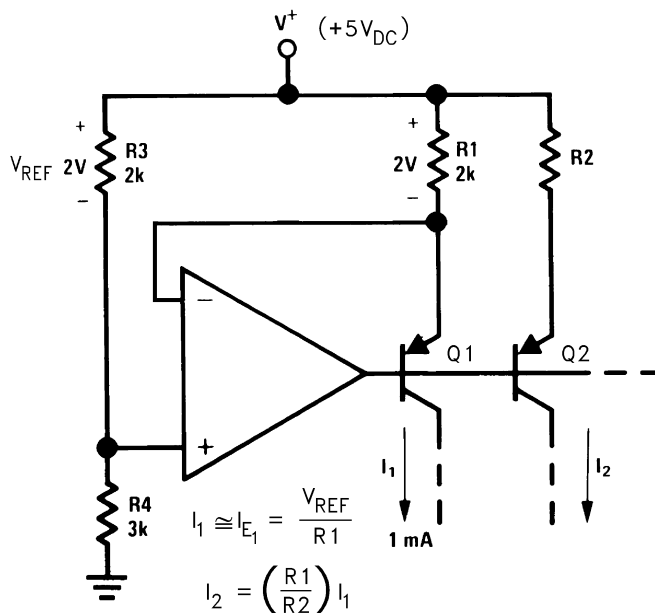 V+ (+5VDC)
+
VREF 2V
-
R3
2k
+
2V
-
R1
2k
R2
-
+
Q1
Q2
R4
3k
I1
1 mA
I2
I1 ≅ IE1 = VREF / R1
I2 = (R1 / R2) I1